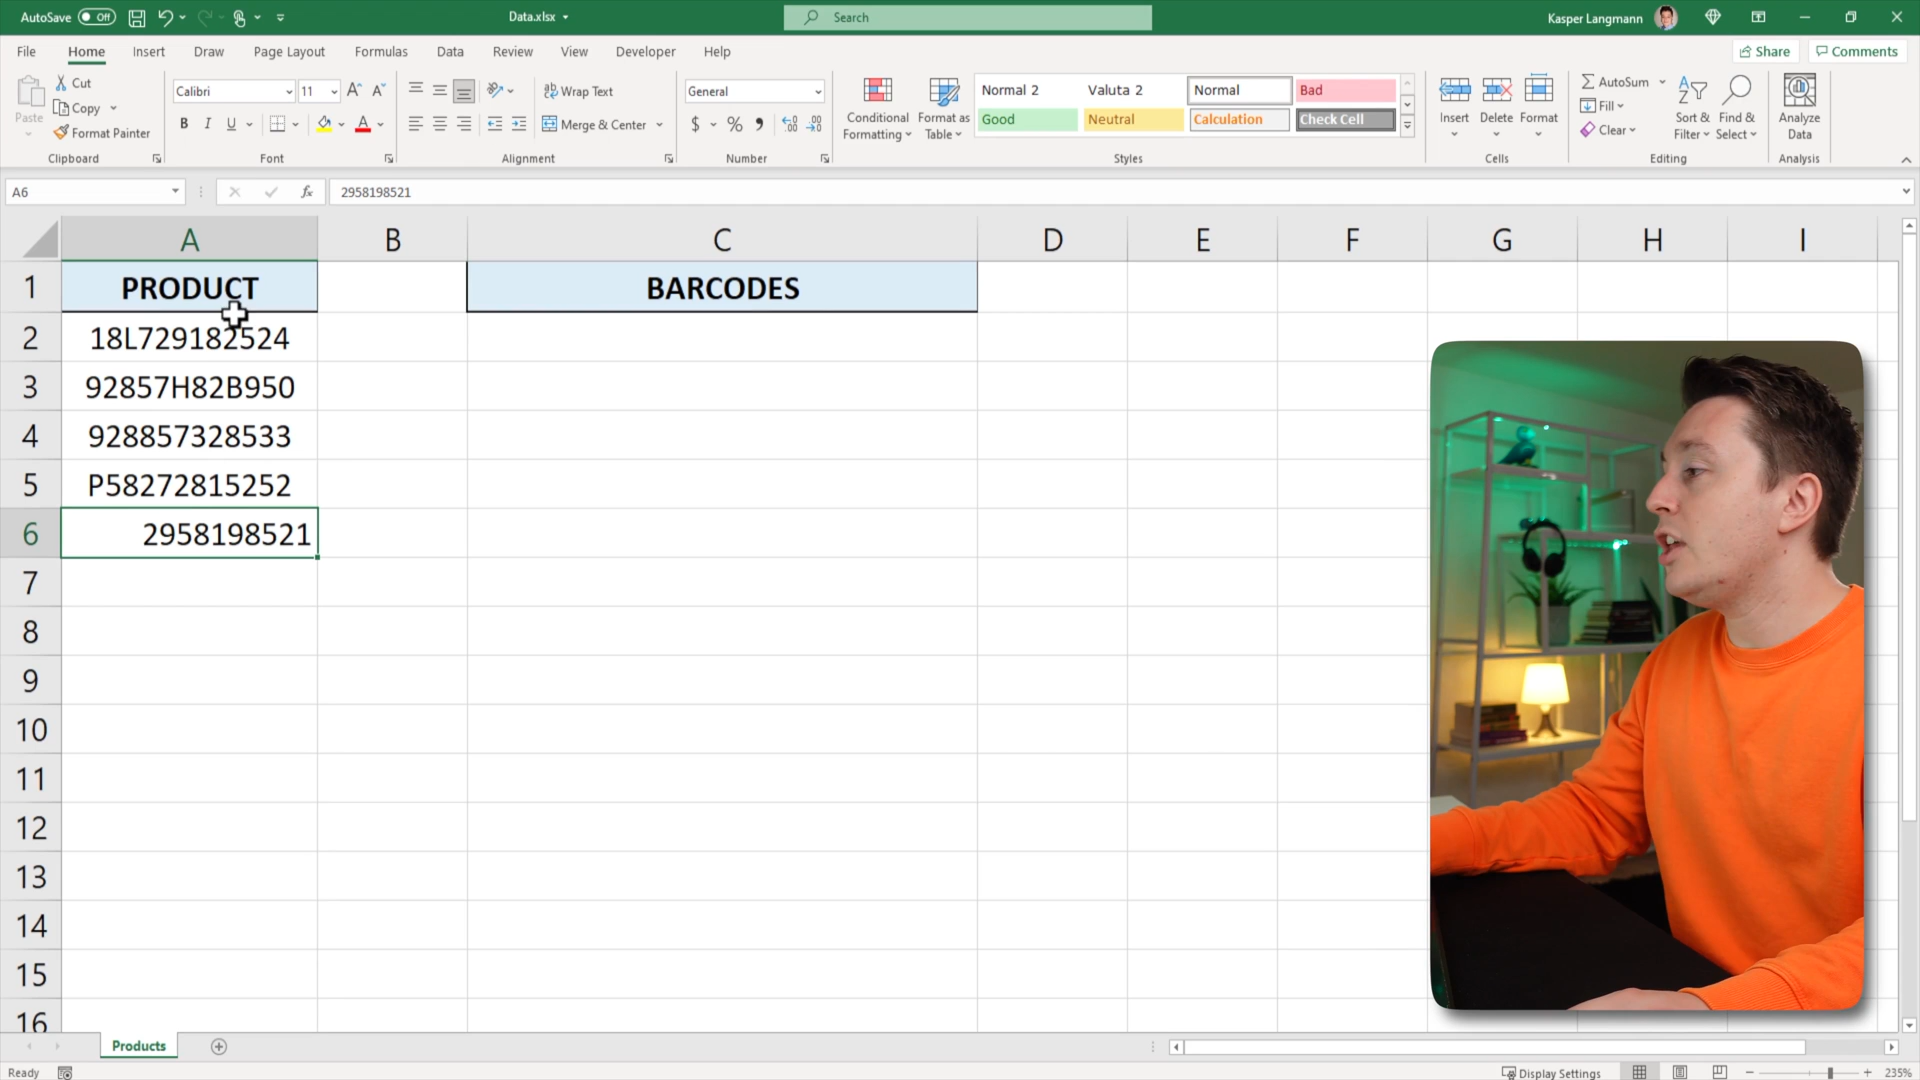 AutoSave Off Data.xlsx Search Kasper Langmann
File Home Insert Draw Page Layout Formulas Data Review View Developer Help Share Comments
Paste Cut Copy Format Painter Clipboard
Calibri 11 B I U A Font
Wrap Text Merge & Center Alignment
General $ % Number
Conditional Formatting Format as Table
Normal 2 Valuta 2 Normal Bad
Good Neutral Calculation Check Cell
Styles
Insert Delete Format Cells
AutoSum Fill Clear Sort & Filter Find & Select Editing
Analyze Data Analysis
A6 fx 2958198521
A B C D E F G H I
1 PRODUCT BARCODES
2 18L729182524
3 92857H82B950
4 928857328533
5 P58272815252
6 2958198521
7
8
9
10
11
12
13
14
15
16
Products
Ready Display Settings 235%